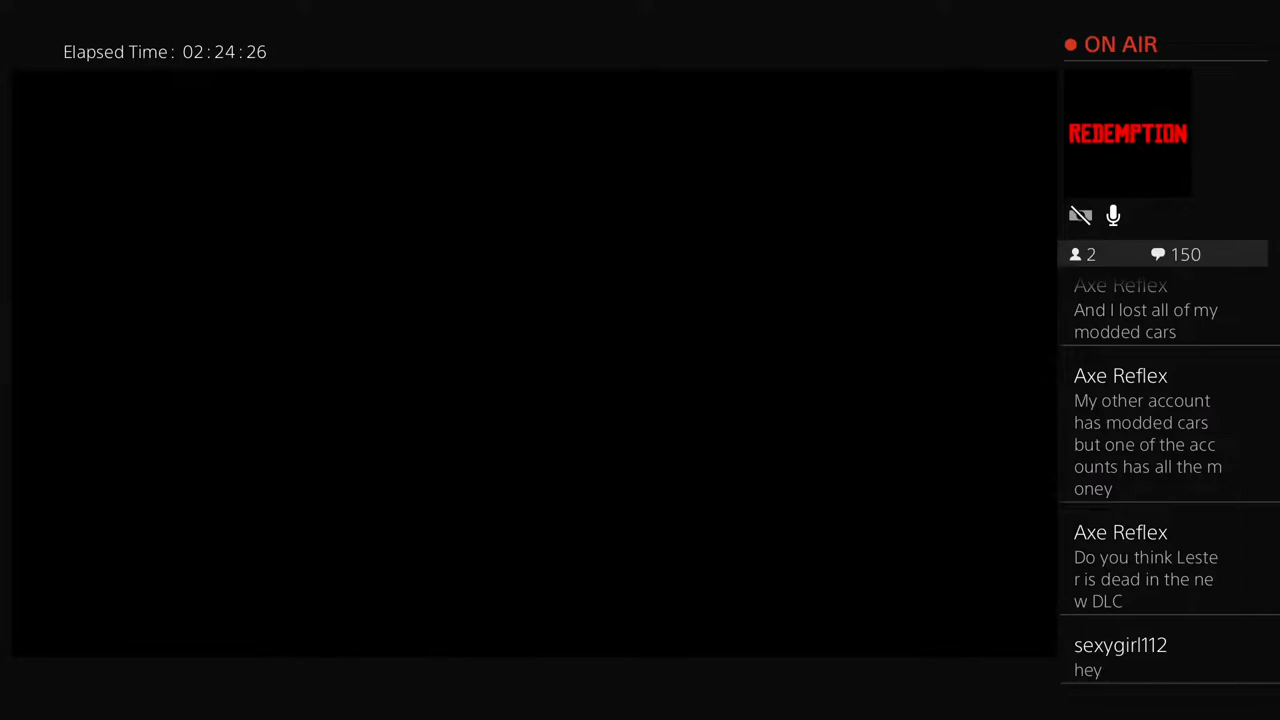 Elapsed Time: 02:24:26
ON AIR
REDEMPTION
2 150
Axe Reflex
And I lost all of my
modded cars
Axe Reflex
My other account
has modded cars
but one of the acc
ounts has all the m
oney
Axe Reflex
Do you think Leste
r is dead in the ne
w DLC
sexygirl112
hey